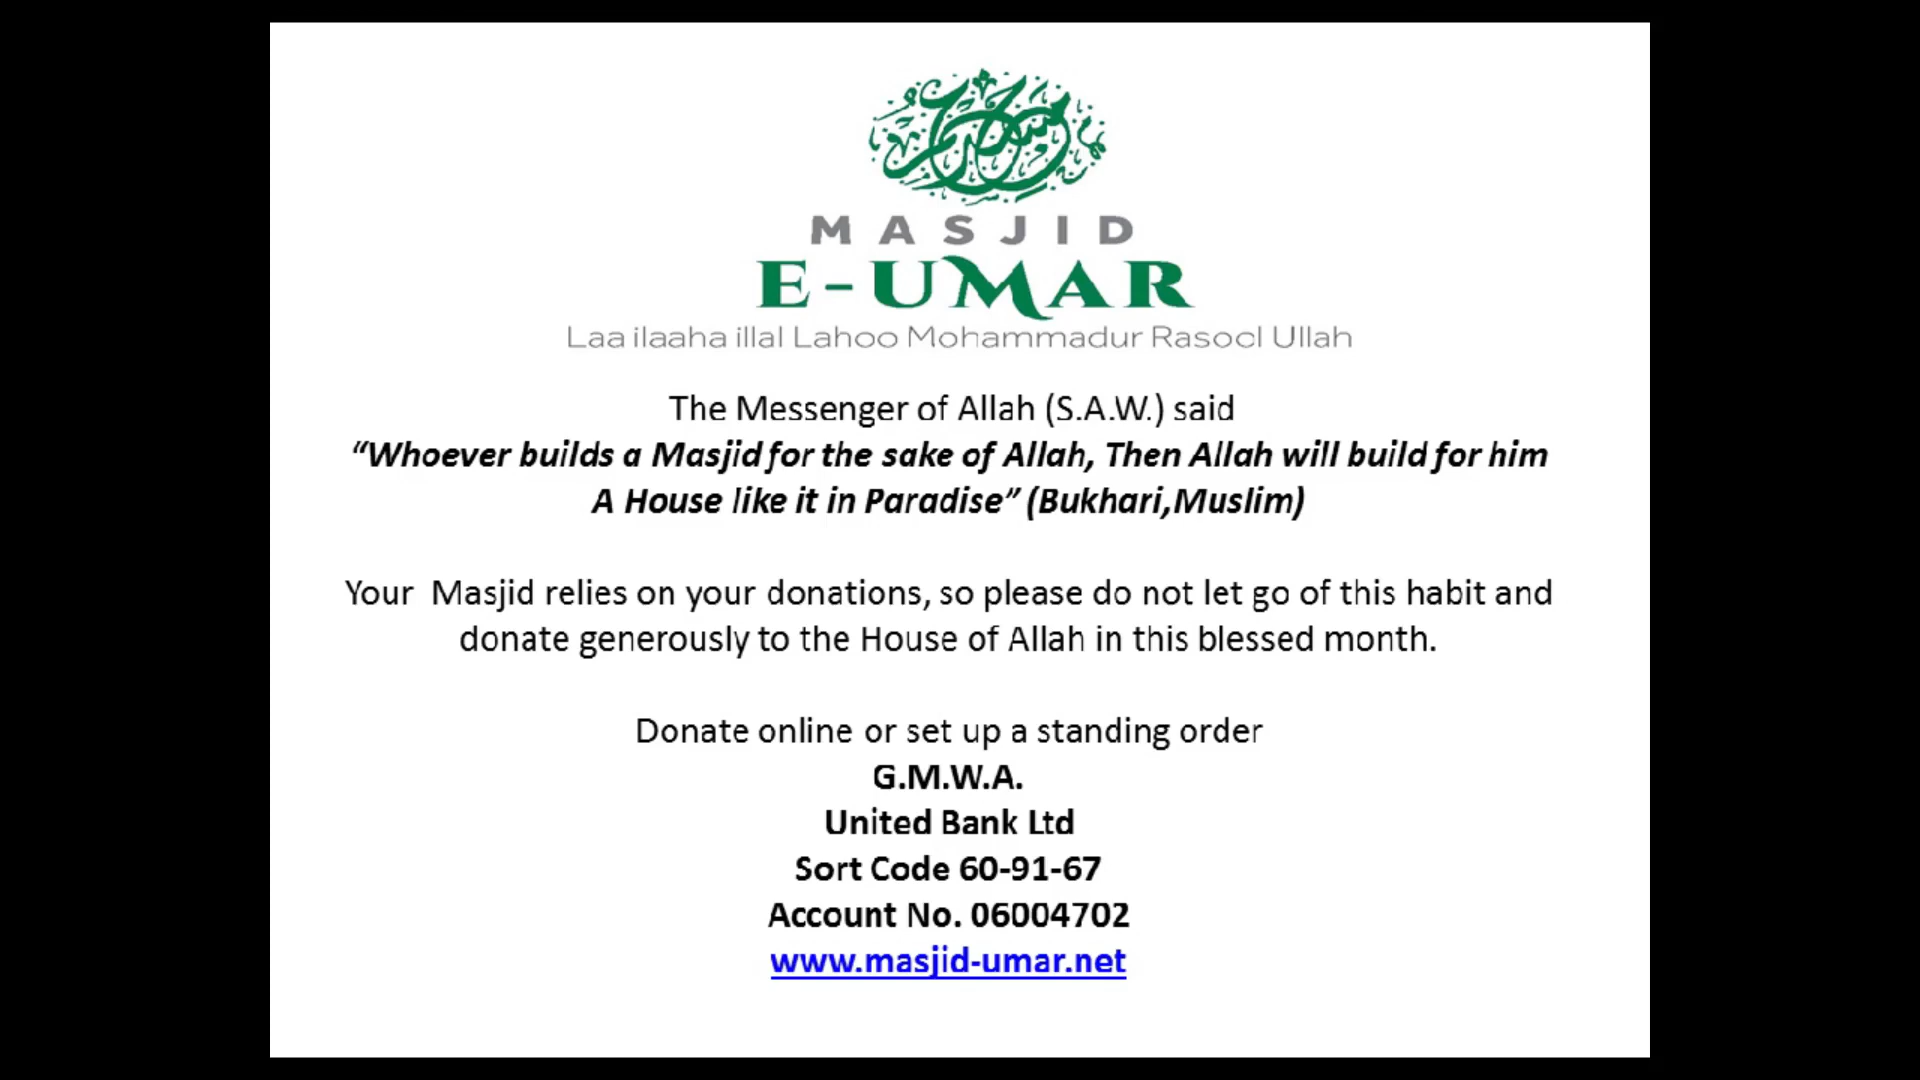 MASJID
E-UMAR
Laa ilaaha illal Lahoo Mohammadur Rasool Ullah
The Messenger of Allah (S.A.W.) said
“Whoever builds a Masjid for the sake of Allah, Then Allah will build for him
A House like it in Paradise” (Bukhari,Muslim)
Your Masjid relies on your donations, so please do not let go of this habit and
donate generously to the House of Allah in this blessed month.
Donate online or set up a standing order
G.M.W.A.
United Bank Ltd
Sort Code 60-91-67
Account No. 06004702
www.masjid-umar.net